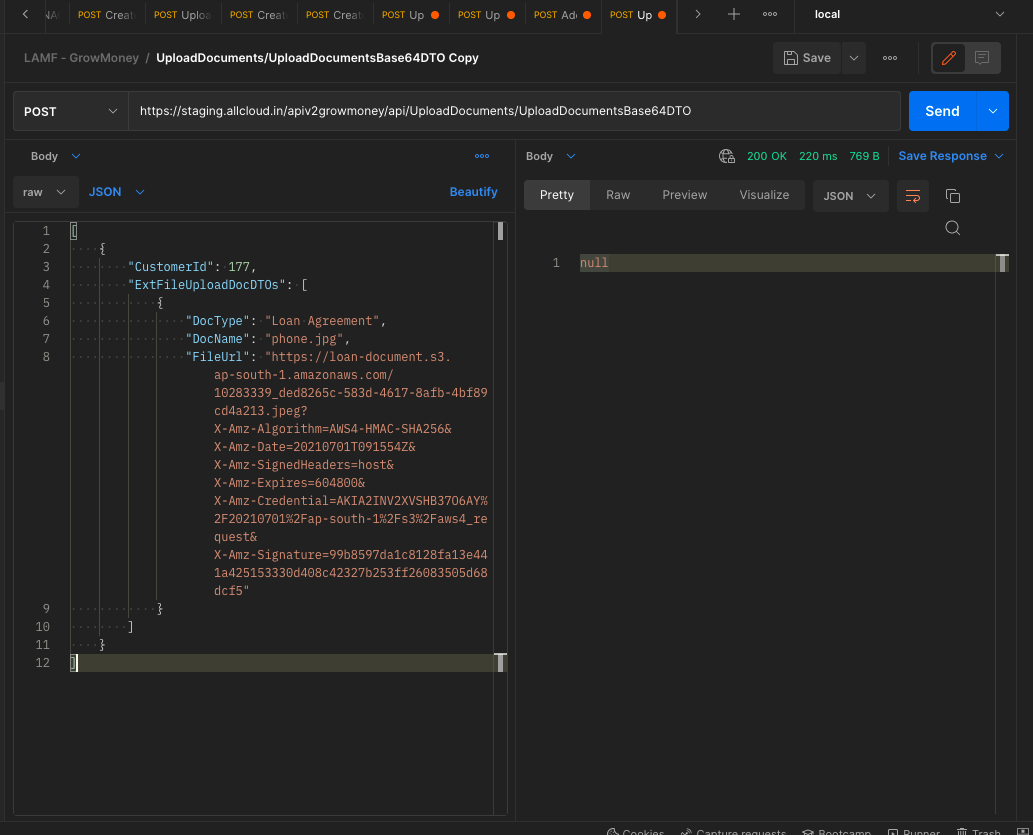 POST Creat POST Uploa POST Creat POST Creat POST Up POST Up POST Ad POST Up local
LAMF - GrowMoney / UploadDocuments/UploadDocumentsBase64DTO Copy Save
POST https://staging.allcloud.in/apiv2growmoney/api/UploadDocuments/UploadDocumentsBase64DTO Send
Body
raw JSON Beautify
1 [
2 {
3 "CustomerId": 177,
4 "ExtFileUploadDocDTOs": [
5 {
6 "DocType": "Loan Agreement",
7 "DocName": "phone.jpg",
8 "FileUrl": "https://loan-document.s3.
ap-south-1.amazonaws.com/
10283339_ded8265c-583d-4617-8afb-4bf89
cd4a213.jpeg?
X-Amz-Algorithm=AWS4-HMAC-SHA256&
X-Amz-Date=20210701T091554Z&
X-Amz-SignedHeaders=host&
X-Amz-Expires=604800&
X-Amz-Credential=AKIA2INV2XVSHB37O6AY%
2F20210701%2Fap-south-1%2Fs3%2Faws4_re
quest&
X-Amz-Signature=99b8597da1c8128fa13e44
1a425153330d408c42327b253ff26083505d68
dcf5"
9 }
10 ]
11 }
12 ]
Body 200 OK 220 ms 769 B Save Response
Pretty Raw Preview Visualize JSON
1 null
Cookies Capture requests Bootcamp Runner Trash